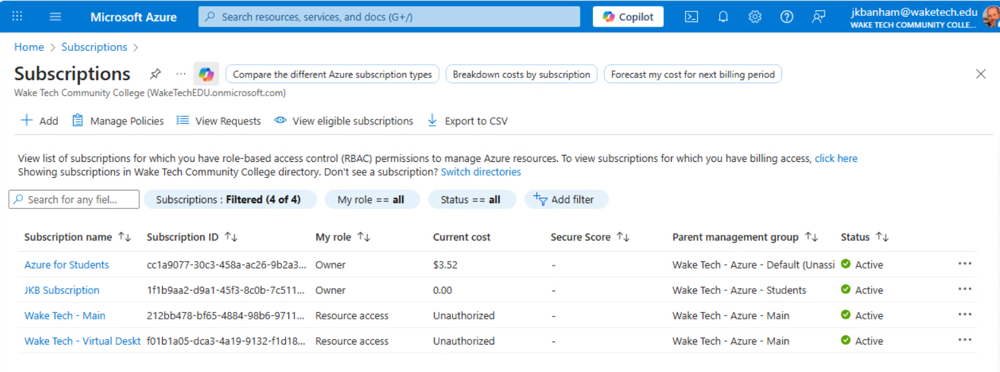 Microsoft Azure
Search resources, services, and docs (G+/)
Copilot
jkbanham@waketech.edu
WAKE TECH COMMUNITY COLLE...
Home > Subscriptions >
Subscriptions
...
Compare the different Azure subscription types
Breakdown costs by subscription
Forecast my cost for next billing period
Wake Tech Community College (WakeTechEDU.onmicrosoft.com)
+ Add
Manage Policies
View Requests
View eligible subscriptions
Export to CSV
View list of subscriptions for which you have role-based access control (RBAC) permissions to manage Azure resources. To view subscriptions for which you have billing access, click here
Showing subscriptions in Wake Tech Community College directory. Don't see a subscription? Switch directories
Search for any fiel... Subscriptions : Filtered (4 of 4) My role == all Status == all Add filter
Subscription name ↑↓ Subscription ID ↑↓ My role ↑↓ Current cost Secure Score ↑↓ Parent management group ↑↓ Status ↑↓
Azure for Students cc1a9077-30c3-458a-ac26-9b2a3... Owner $3.52 - Wake Tech - Azure - Default (Unassi Active ...
JKB Subscription 1f1b9aa2-d9a1-45f3-8c0b-7c511... Owner 0.00 - Wake Tech - Azure - Students Active ...
Wake Tech - Main 212bb478-bf65-4884-98b6-9711... Resource access Unauthorized - Wake Tech - Azure - Main Active ...
Wake Tech - Virtual Deskt f01b1a05-dca3-4a19-9132-f1d18... Resource access Unauthorized - Wake Tech - Azure - Main Active ...